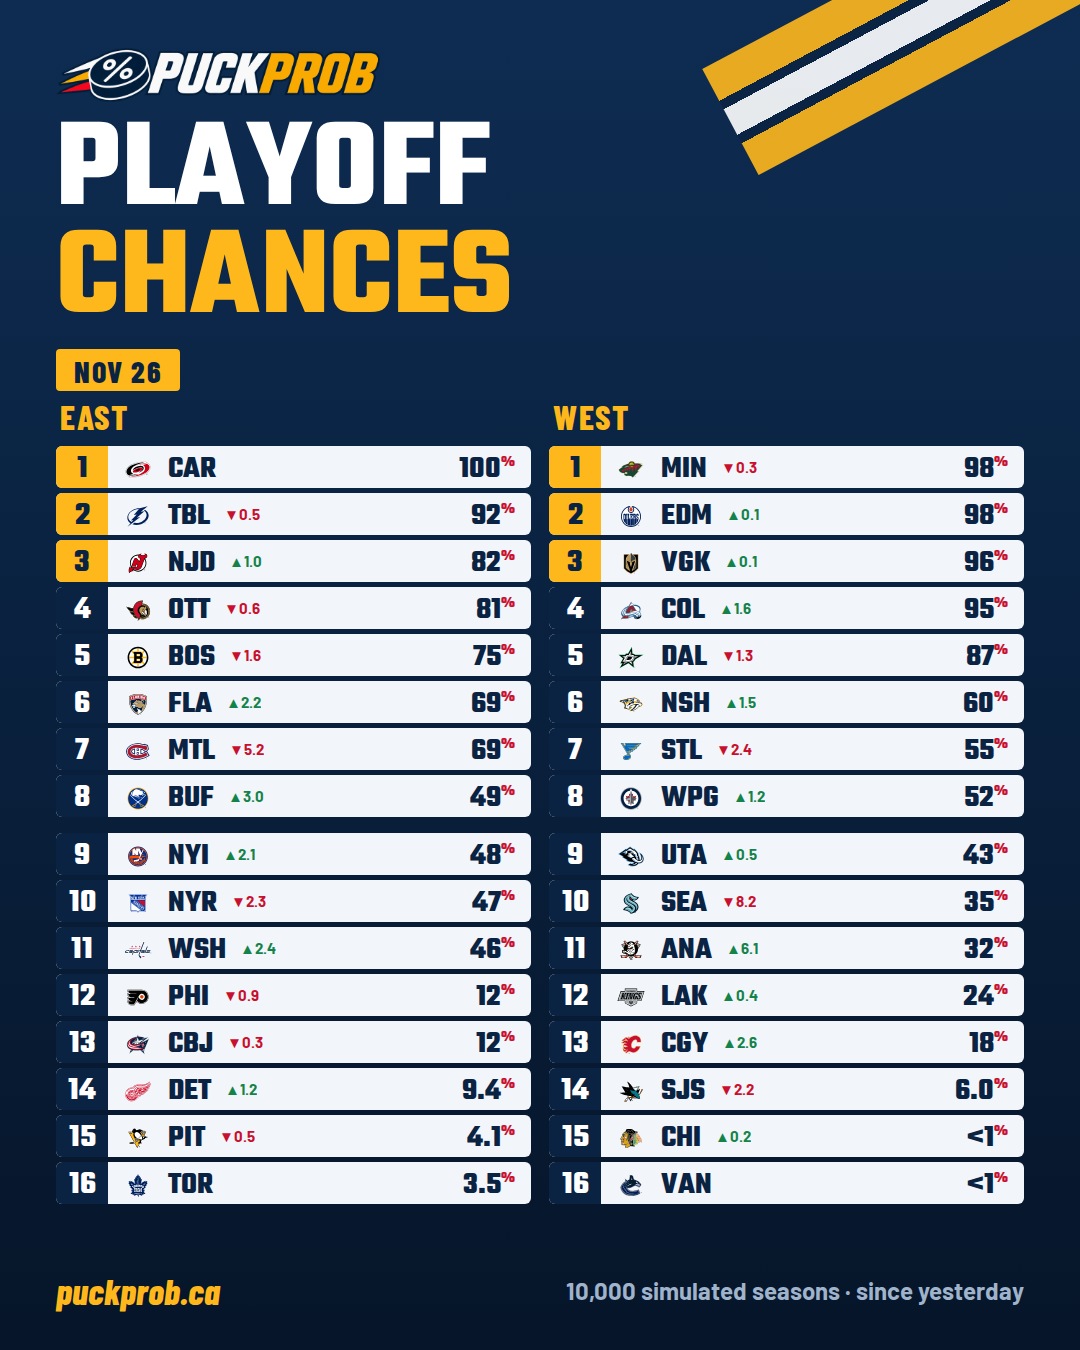 PUCKPROB
PLAYOFF
CHANCES
NOV 26
EAST
1 CAR 100%
2 TBL ▼0.5 92%
3 NJD ▲1.0 82%
4 OTT ▼0.6 81%
5 BOS ▼1.6 75%
6 FLA ▲2.2 69%
7 MTL ▼5.2 69%
8 BUF ▲3.0 49%
9 NYI ▲2.1 48%
10 NYR ▼2.3 47%
11 WSH ▲2.4 46%
12 PHI ▼0.9 12%
13 CBJ ▼0.3 12%
14 DET ▲1.2 9.4%
15 PIT ▼0.5 4.1%
16 TOR 3.5%
WEST
1 MIN ▼0.3 98%
2 EDM ▲0.1 98%
3 VGK ▲0.1 96%
4 COL ▲1.6 95%
5 DAL ▼1.3 87%
6 NSH ▲1.5 60%
7 STL ▼2.4 55%
8 WPG ▲1.2 52%
9 UTA ▲0.5 43%
10 SEA ▼8.2 35%
11 ANA ▲6.1 32%
12 LAK ▲0.4 24%
13 CGY ▲2.6 18%
14 SJS ▼2.2 6.0%
15 CHI ▲0.2 <1%
16 VAN <1%
puckprob.ca
10,000 simulated seasons · since yesterday